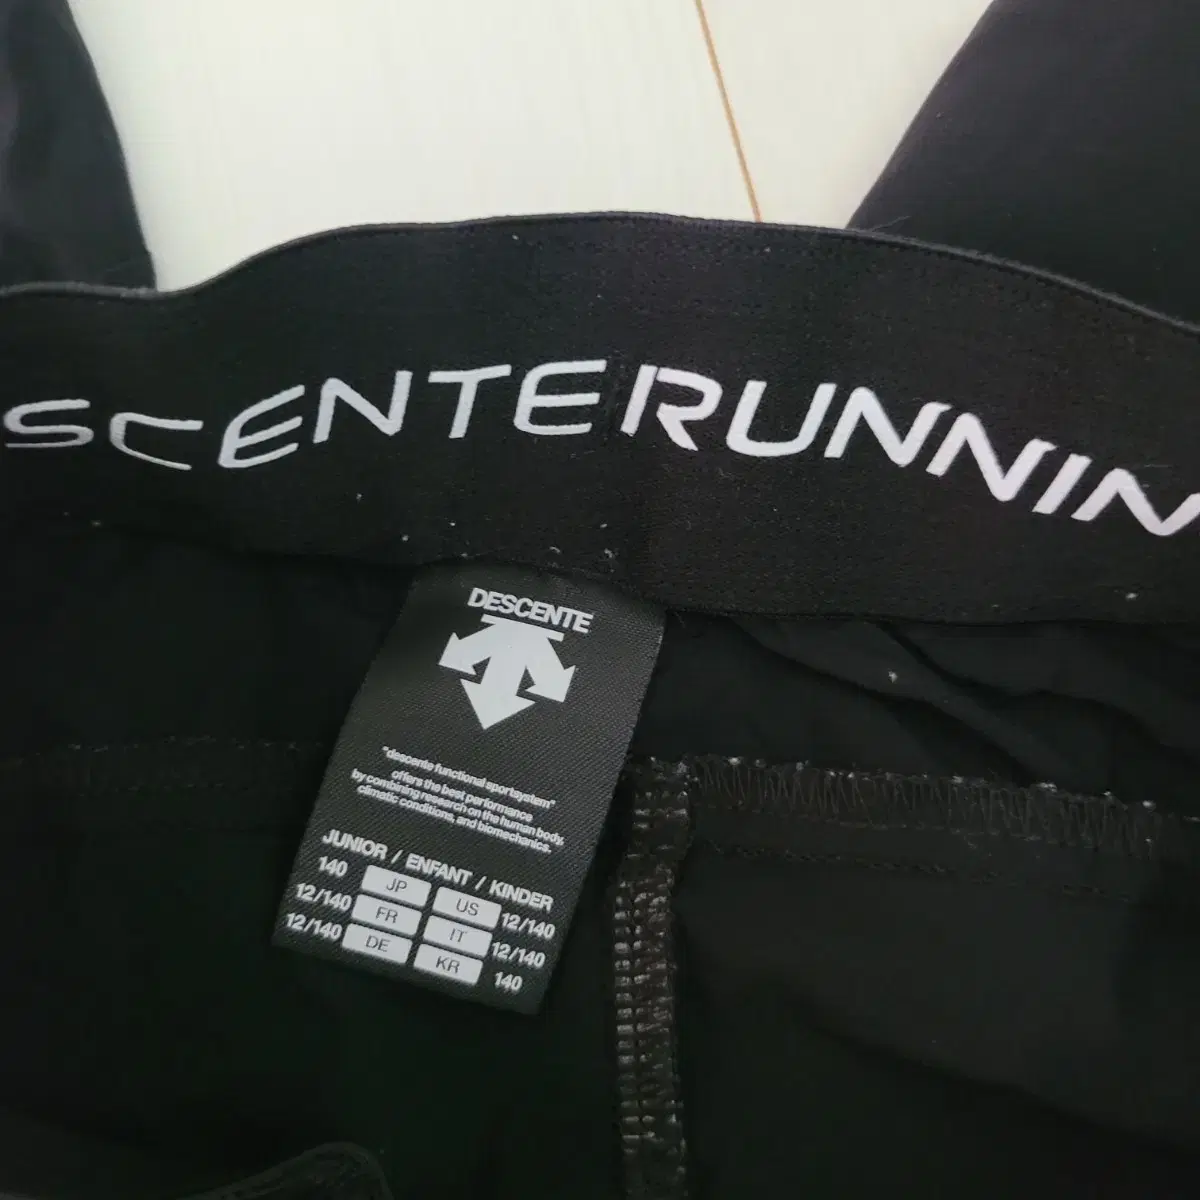 SCENTERUNNIN
DESCENTE
"descente functional sportsystem"
offers the best performance
by combining research on the human body,
climatic conditions, and biomechanics.
JUNIOR / ENFANT / KINDER
140 JP US 12/140
12/140 FR IT 12/140
12/140 DE KR 140